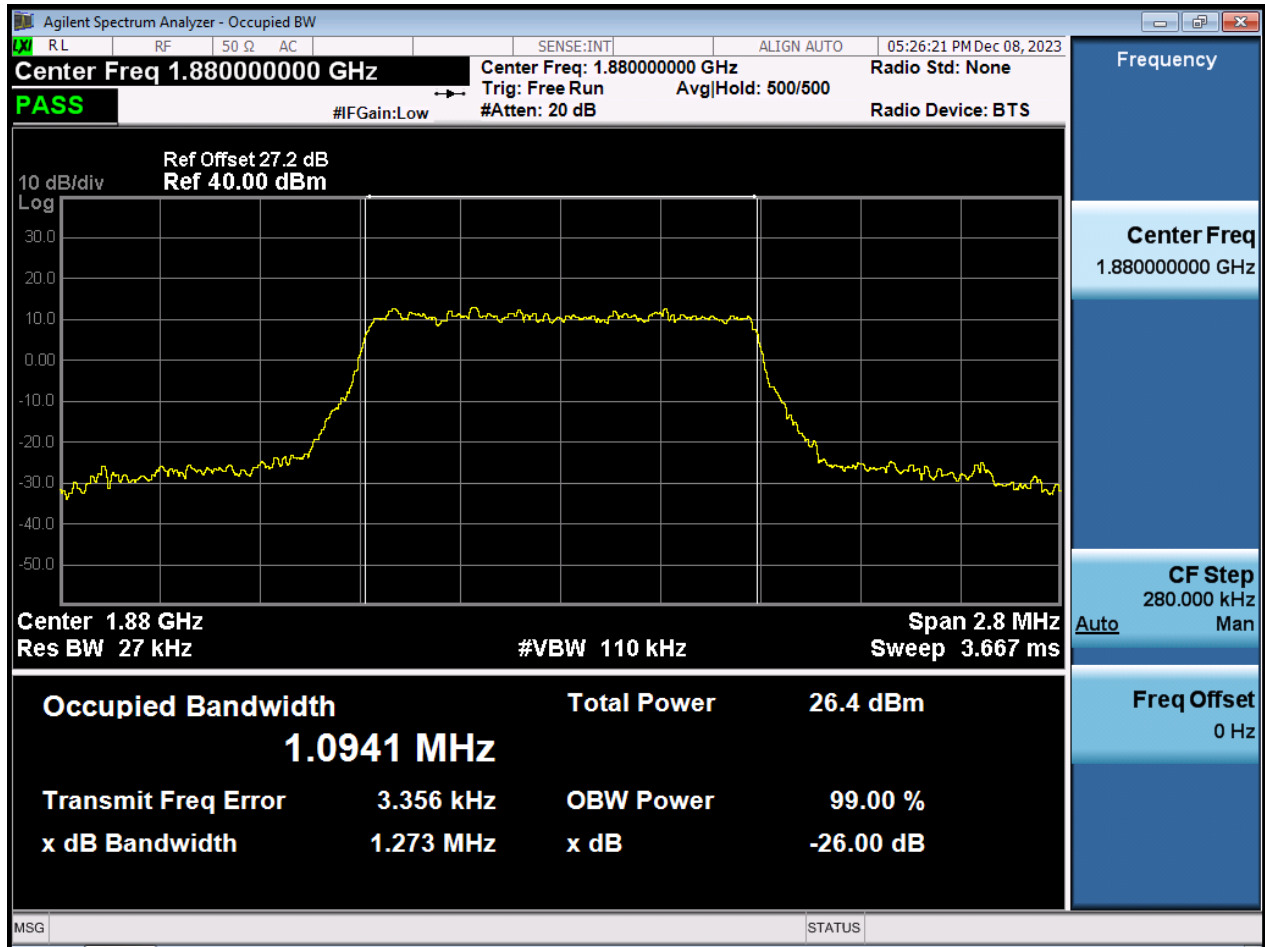 Agilent Spectrum Analyzer - Occupied BW
LXI RL RF 50 Ω AC SENSE:INT ALIGN AUTO 05:26:21 PM Dec 08, 2023
Center Freq 1.880000000 GHz
Center Freq: 1.880000000 GHz
Radio Std: None
Trig: Free Run Avg|Hold: 500/500
PASS
#IFGain:Low
#Atten: 20 dB
Radio Device: BTS
Ref Offset 27.2 dB
10 dB/div Ref 40.00 dBm
Log
30.0
20.0
10.0
0.00
-10.0
-20.0
-30.0
-40.0
-50.0
Center 1.88 GHz Span 2.8 MHz
Res BW 27 kHz #VBW 110 kHz Sweep 3.667 ms
Occupied Bandwidth Total Power 26.4 dBm
1.0941 MHz
Transmit Freq Error 3.356 kHz OBW Power 99.00 %
x dB Bandwidth 1.273 MHz x dB -26.00 dB
MSG STATUS
Frequency
Center Freq
1.880000000 GHz
CF Step
280.000 kHz
Auto Man
Freq Offset
0 Hz